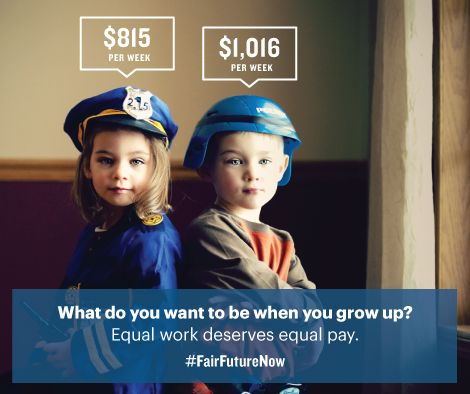 $815
PER WEEK
$1,016
PER WEEK
215
What do you want to be when you grow up?
Equal work deserves equal pay.
#FairFutureNow